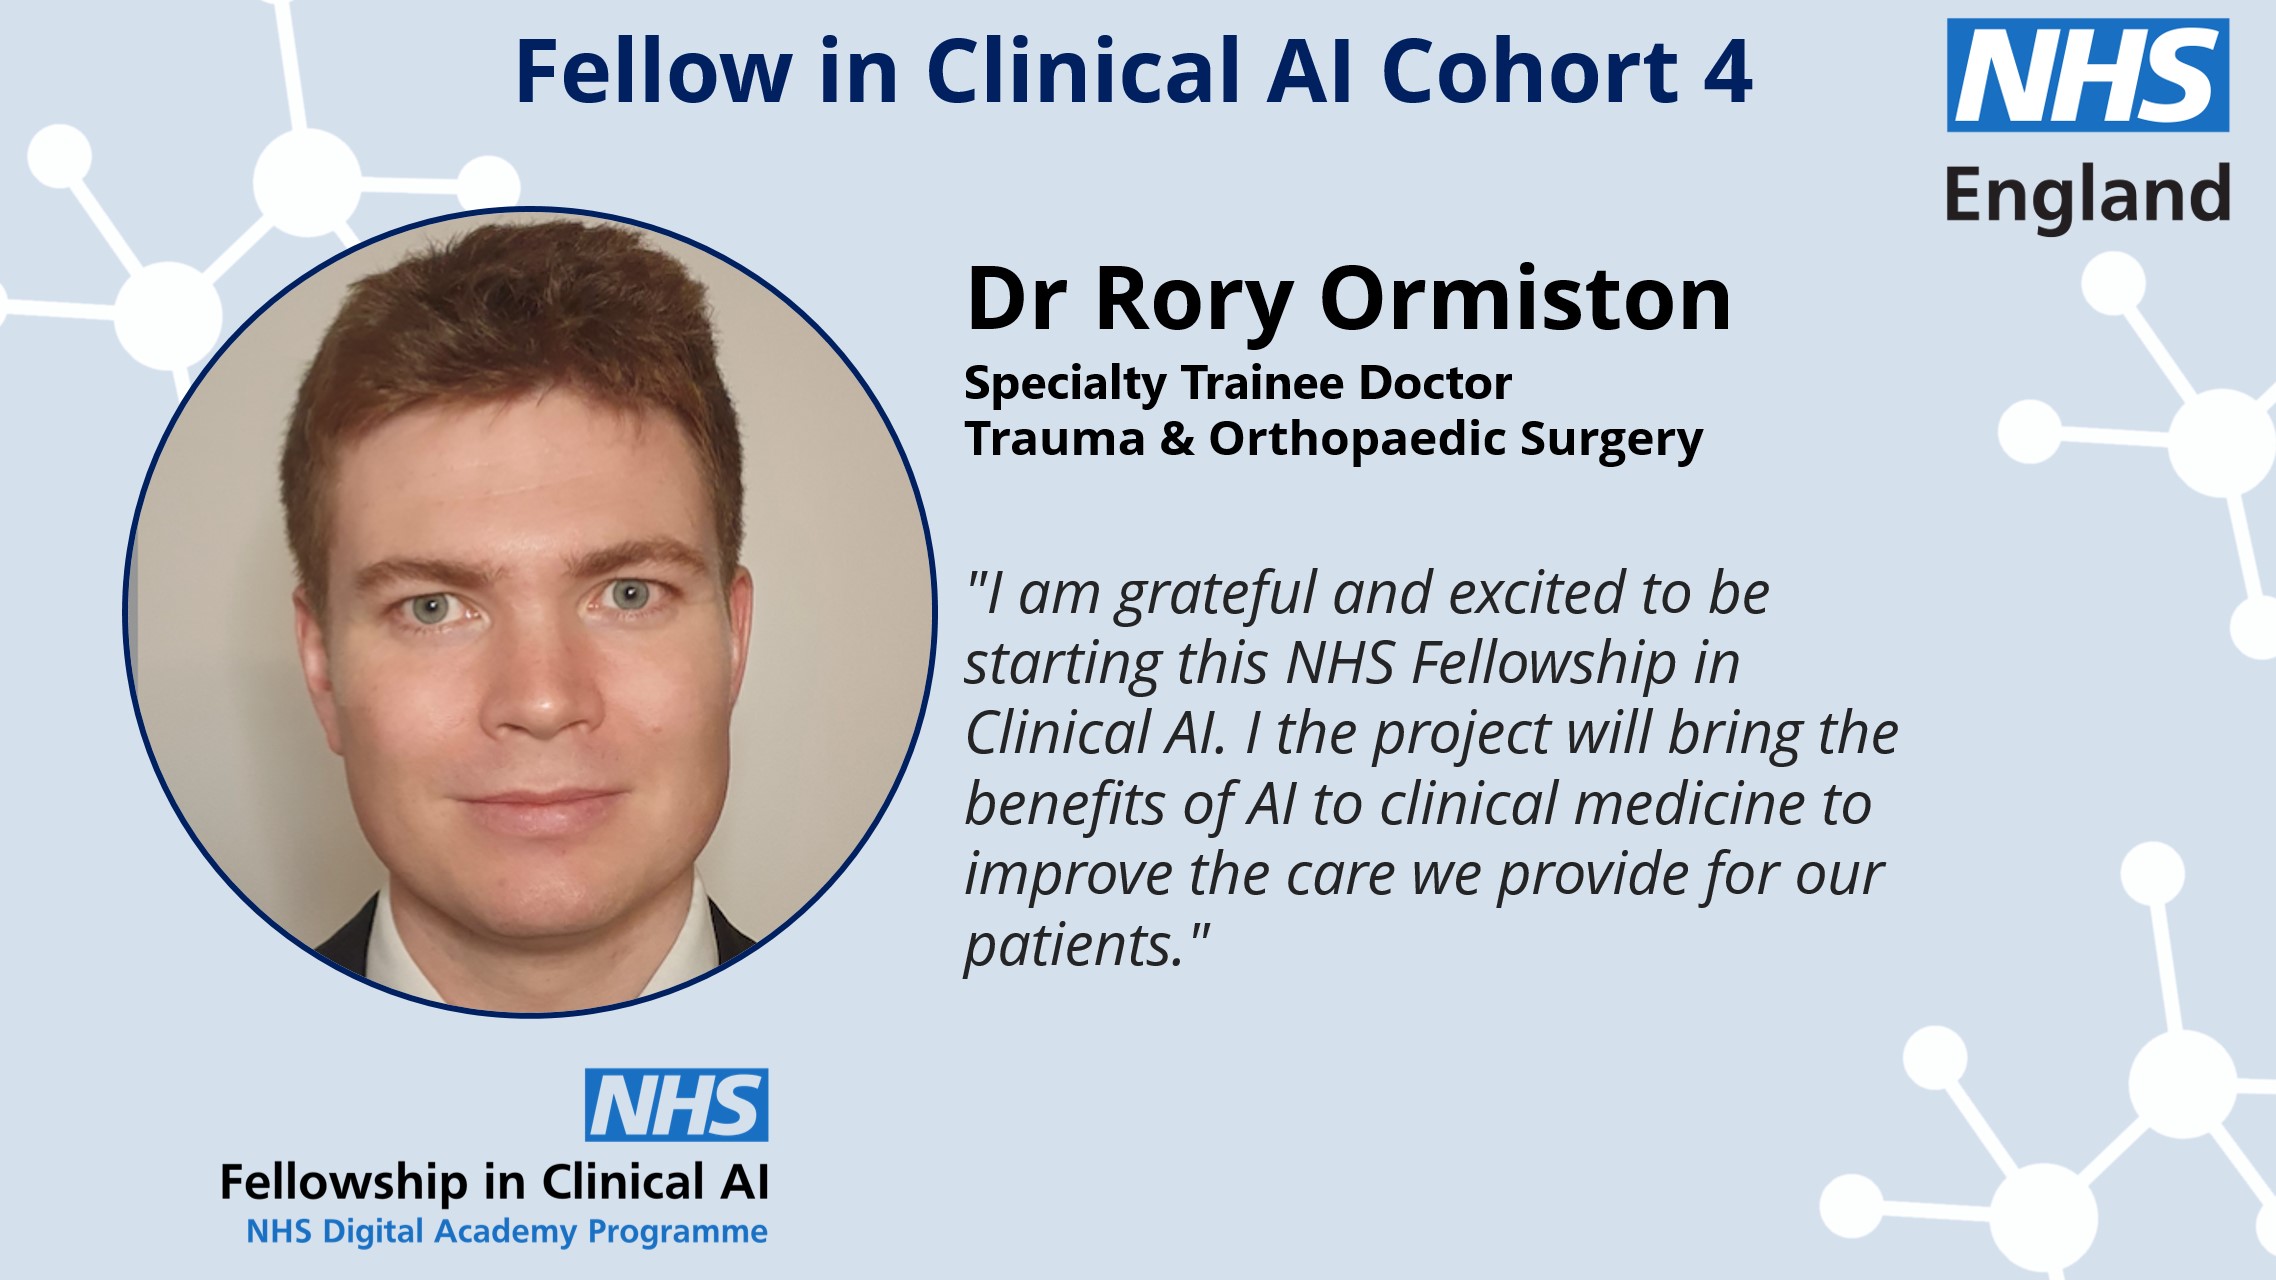 Fellow in Clinical AI Cohort 4
NHS
England
Dr Rory Ormiston
Specialty Trainee Doctor
Trauma & Orthopaedic Surgery
"I am grateful and excited to be
starting this NHS Fellowship in
Clinical AI. I the project will bring the
benefits of AI to clinical medicine to
improve the care we provide for our
patients."
NHS
Fellowship in Clinical AI
NHS Digital Academy Programme